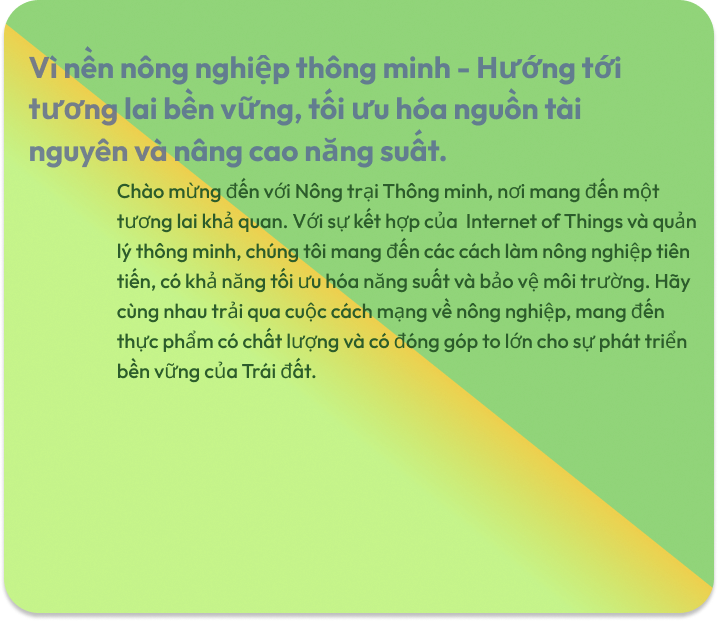 Vì nền nông nghiệp thông minh - Hướng tới
tương lai bền vững, tối ưu hóa nguồn tài
nguyên và nâng cao năng suất.
Chào mừng đến với Nông trại Thông minh, nơi mang đến một
tương lai khả quan. Với sự kết hợp của  Internet of Things và quản
lý thông minh, chúng tôi mang đến các cách làm nông nghiệp tiên
tiến, có khả năng tối ưu hóa năng suất và bảo vệ môi trường. Hãy
cùng nhau trải qua cuộc cách mạng về nông nghiệp, mang đến
thực phẩm có chất lượng và có đóng góp to lớn cho sự phát triển
bền vững của Trái đất.